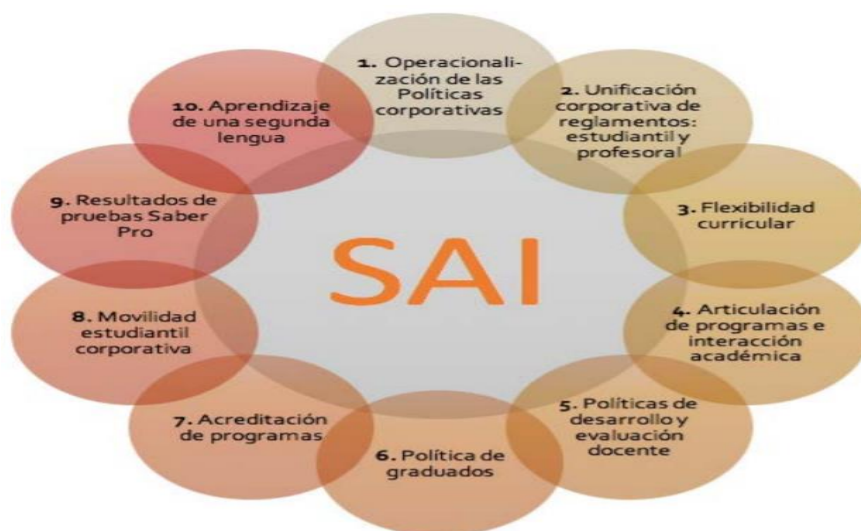 1. Operacionali-
zación de las
Políticas
corporativas
2. Unificación
corporativa de
reglamentos:
estudiantil y
profesoral
3. Flexibilidad
curricular
4. Articulación
de programas e
interacción
académica
5. Políticas de
desarrollo y
evaluación
docente
6. Política de
graduados
7. Acreditación
de programas
8. Movilidad
estudiantil
corporativa
9. Resultados de
pruebas Saber
Pro
10. Aprendizaje
de una segunda
lengua
SAI